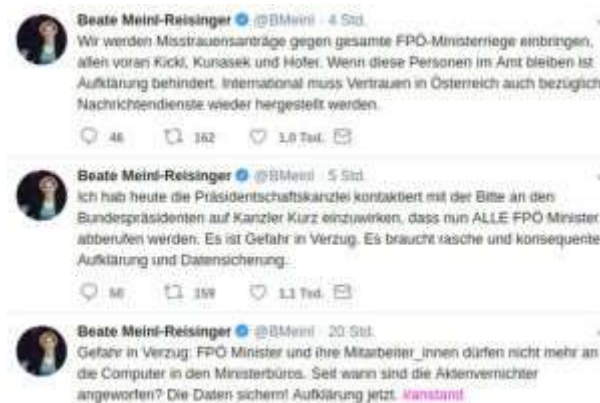 Beate Meinl-Reisinger @BMeinl · 4 Std.
Wir werden Misstrauensanträge gegen gesamte FPÖ-Ministerriege einbringen,
allen voran Kickl, Kunasek und Hofer. Wenn diese Personen im Amt bleiben ist
Aufklärung behindert. International muss Vertrauen in Österreich auch bezüglich
Nachrichtendienste wieder hergestellt werden.
46 162 1,0 Tsd.
Beate Meinl-Reisinger @BMeinl · 5 Std.
Ich hab heute die Präsidentschaftskanzlei kontaktiert mit der Bitte an den
Bundespräsidenten auf Kanzler Kurz einzuwirken, dass nun ALLE FPÖ Minister
abberufen werden. Es ist Gefahr in Verzug. Es braucht rasche und konsequente
Aufklärung und Datensicherung.
159 1,1 Tsd.
Beate Meinl-Reisinger @BMeinl · 20 Std.
Gefahr in Verzug: FPÖ Minister und ihre Mitarbeiter_innen dürfen nicht mehr an
die Computer in den Ministerbüros. Seit wann sind die Aktenvernichter
angeworfen? Die Daten sichern! Aufklärung jetzt. #anstand